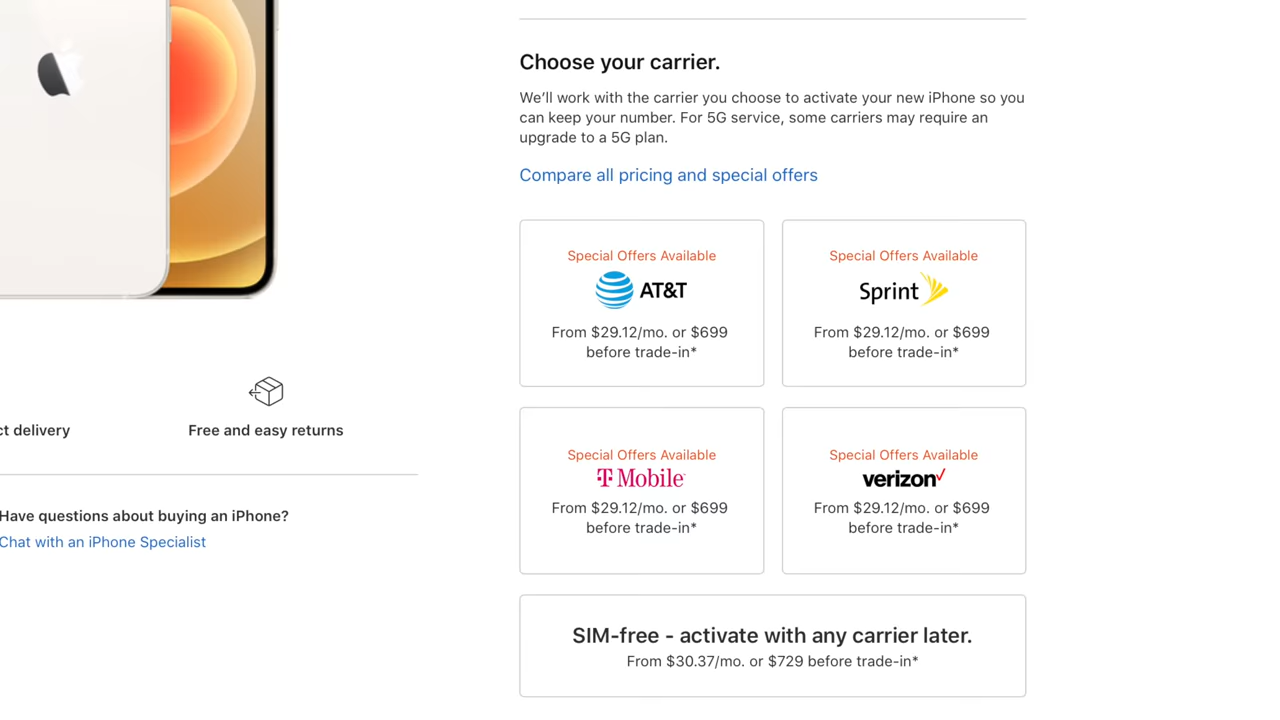 Choose your carrier.
We'll work with the carrier you choose to activate your new iPhone so you
can keep your number. For 5G service, some carriers may require an
upgrade to a 5G plan.
Compare all pricing and special offers
Special Offers Available
AT&T
From $29.12/mo. or $699
before trade-in*
Special Offers Available
Sprint
From $29.12/mo. or $699
before trade-in*
Special Offers Available
T Mobile
From $29.12/mo. or $699
before trade-in*
Special Offers Available
verizon
From $29.12/mo. or $699
before trade-in*
SIM-free - activate with any carrier later.
From $30.37/mo. or $729 before trade-in*
ct delivery
Free and easy returns
Have questions about buying an iPhone?
Chat with an iPhone Specialist